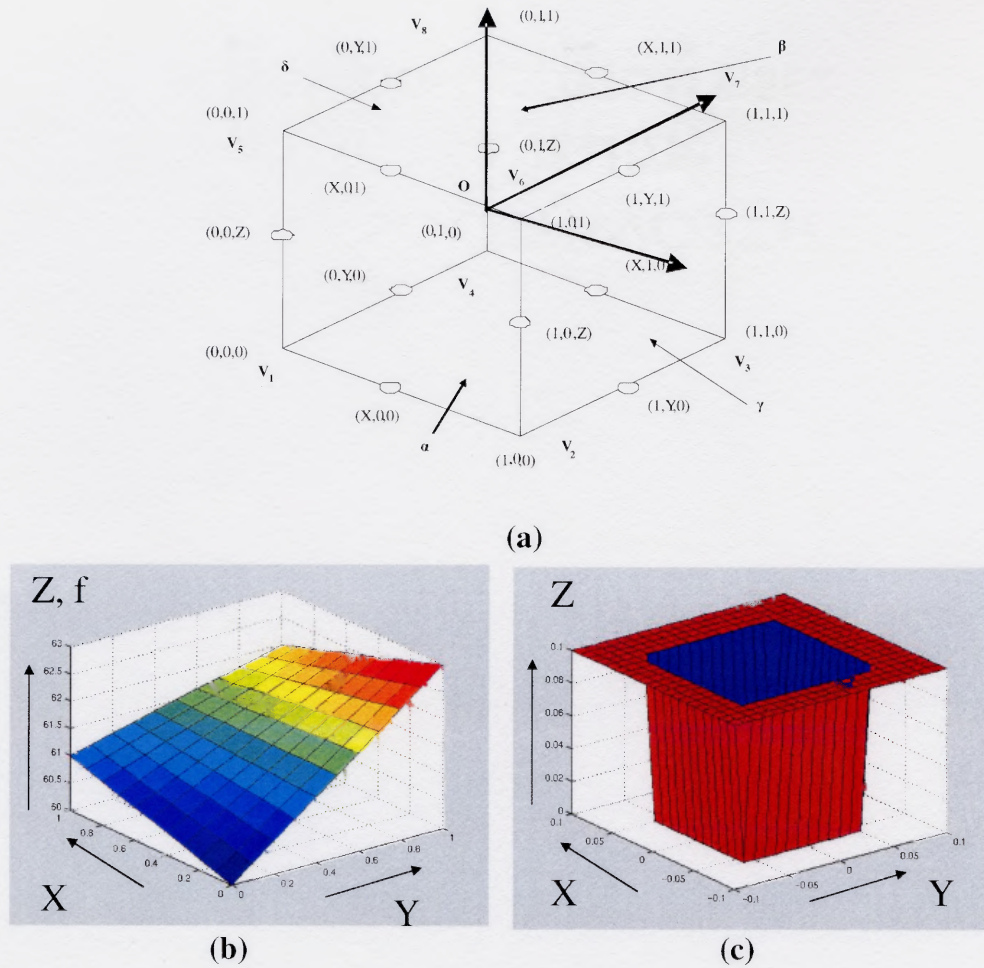 V8
(0,1,1)
(0,Y,1)
(X,1,1)
δ
β
V7
(0,0,1)
(1,1,1)
V5
(0,1,Z)
V6
O
(X,0,1)
(1,Y,1)
(0,0,Z)
(0,1,0)
(1,0,1)
(1,1,Z)
(0,Y,0)
(X,1,0)
V4
(1,0,Z)
(0,0,0)
(1,1,0)
V1
V3
(X,0,0)
(1,Y,0)
γ
α
(1,0,0)
V2
(a)
Z, f
63
62.5
62
61.5
61
60.5
60
1
0.8
0.6
0.4
0.2
0
0
0.2
0.4
0.6
0.8
1
X
Y
(b)
Z
0.1
0.08
0.06
0.04
0.02
0
0.1
0.05
0
-0.05
-0.1
-0.1
-0.05
0
0.05
0.1
X
Y
(c)